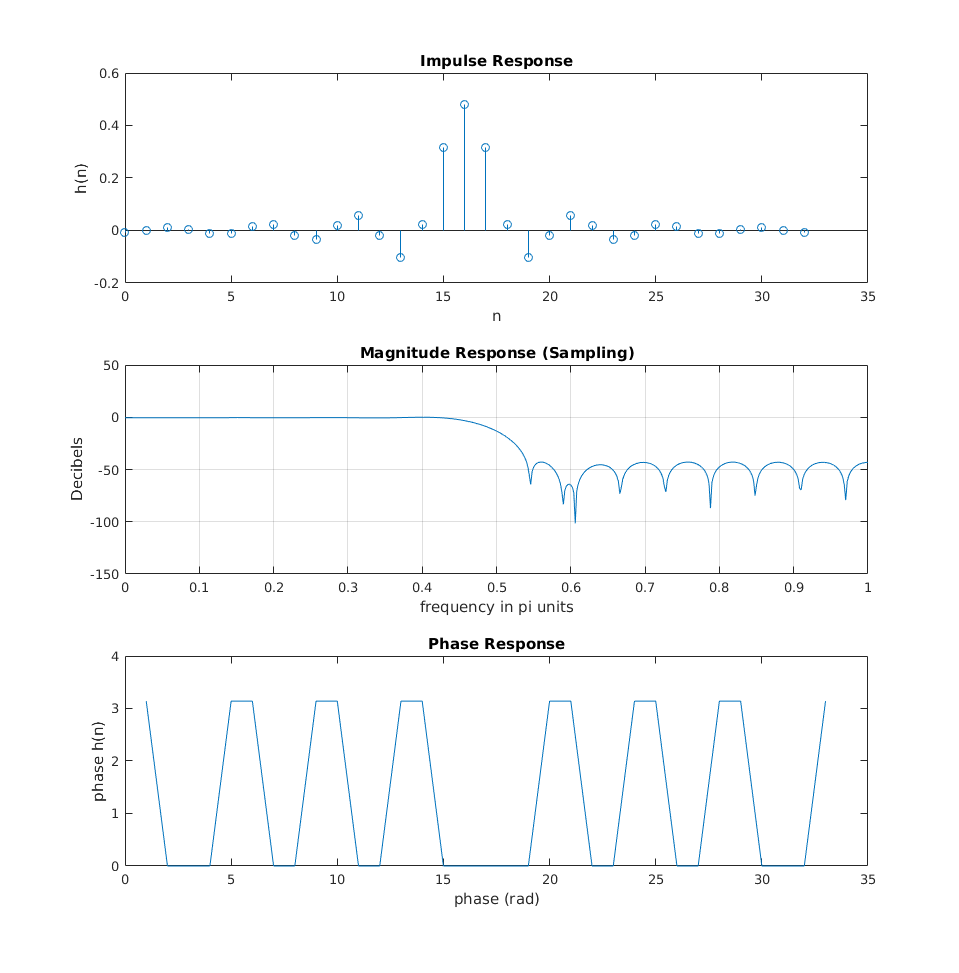 Impulse Response
0.6
0.4
0.2
0
-0.2
h(n)
0 5 10 15 20 25 30 35
n
Magnitude Response (Sampling)
50
0
-50
-100
-150
Decibels
0 0.1 0.2 0.3 0.4 0.5 0.6 0.7 0.8 0.9 1
frequency in pi units
Phase Response
4
3
2
1
0
phase h(n)
0 5 10 15 20 25 30 35
phase (rad)